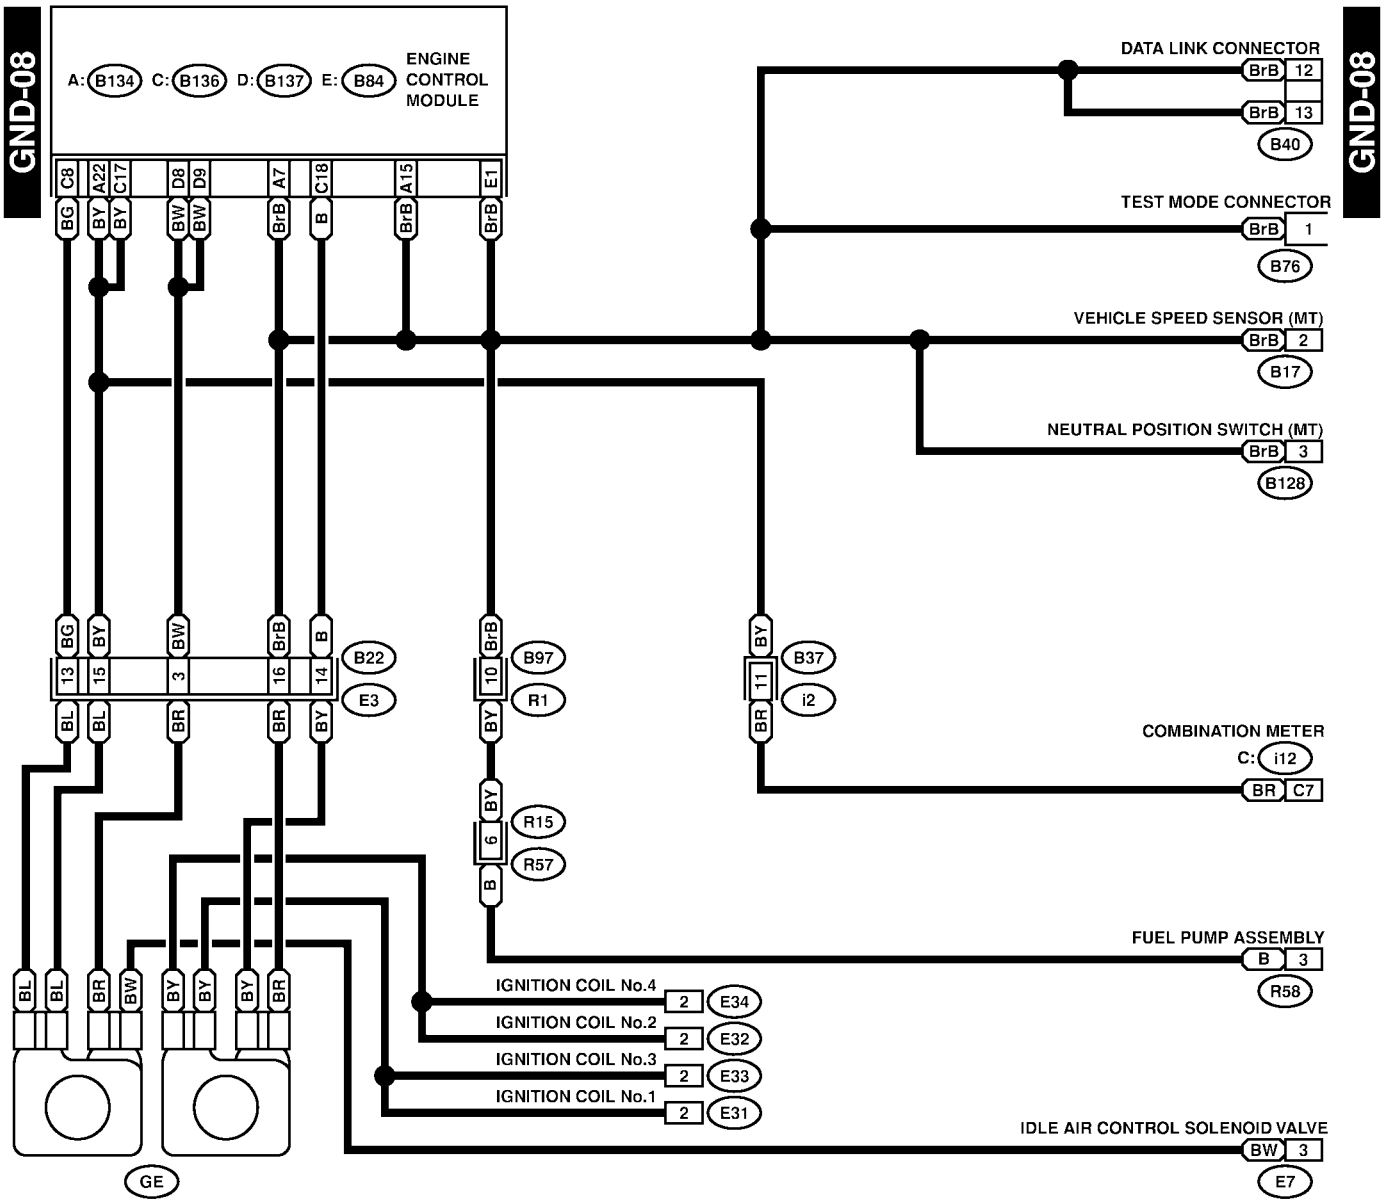 GND-08
GND-08
A: B134 C: B136 D: B137 E: B84
ENGINE
CONTROL
MODULE
C8 A22 C17 D8 D9 A7 C18 A15 E1
BG BY BY BW BW BrB B BrB BrB
DATA LINK CONNECTOR
BrB 12
BrB 13
B40
TEST MODE CONNECTOR
BrB 1
B76
VEHICLE SPEED SENSOR (MT)
BrB 2
B17
NEUTRAL POSITION SWITCH (MT)
BrB 3
B128
BG BY BW BrB B
13 15 3 16 14
B22
E3
BL BL BR BR BY
BrB
10
B97
R1
BY
BY
6
R15
R57
B
BY
11
B37
i2
BR
COMBINATION METER
C: i12
BR C7
FUEL PUMP ASSEMBLY
B 3
R58
BL BL BR BW BY BY BY BR
GE
IGNITION COIL No.4
2 E34
IGNITION COIL No.2
2 E32
IGNITION COIL No.3
2 E33
IGNITION COIL No.1
2 E31
IDLE AIR CONTROL SOLENOID VALVE
BW 3
E7